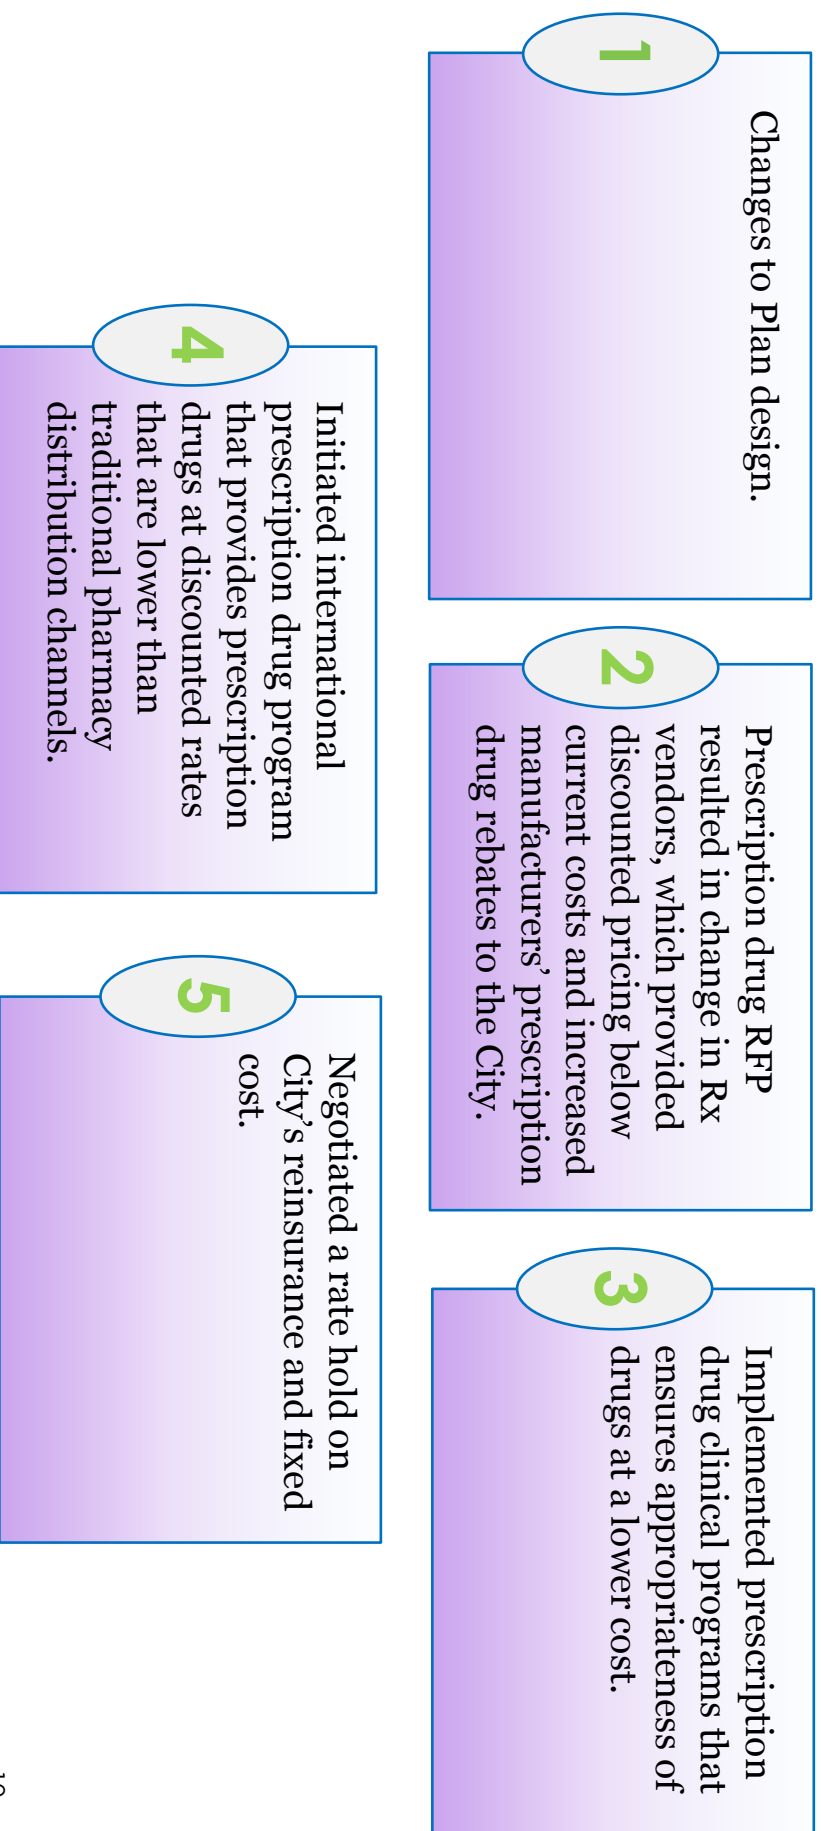 1
Changes to Plan design.
2
Prescription drug RFP
resulted in change in Rx
vendors, which provided
discounted pricing below
current costs and increased
manufacturers’ prescription
drug rebates to the City.
3
Implemented prescription
drug clinical programs that
ensures appropriateness of
drugs at a lower cost.
4
Initiated international
prescription drug program
that provides prescription
drugs at discounted rates
that are lower than
traditional pharmacy
distribution channels.
5
Negotiated a rate hold on
City’s reinsurance and fixed
cost.